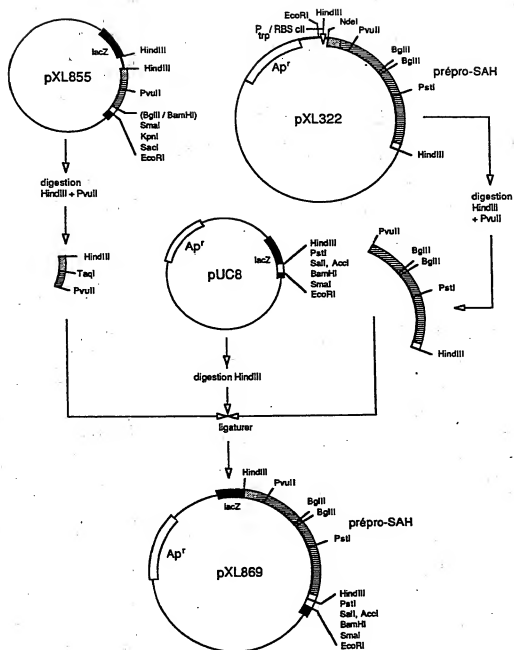 lacZ
HindIII
HindIII
PvuII
(BglII / BamHI)
SmaI
KpnI
SacI
EcoRI
pXL855
EcoRI
HindIII
P trp / RBS cII
NdeI
PvuII
BglII
BglII
PstI
HindIII
Apʳ
pXL322
prépro-SAH
digestion
HindIII + PvuII
digestion
HindIII
+ PvuII
HindIII
TaqI
PvuII
Apʳ
lacZ
pUC8
HindIII
PstI
SalI, AccI
BamHI
SmaI
EcoRI
PvuII
BglII
BglII
PstI
HindIII
digestion HindIII
ligaturer
HindIII
PvuII
lacZ
BglII
BglII
prépro-SAH
PstI
Apʳ
pXL869
HindIII
PstI
SalI, AccI
BamHI
SmaI
EcoRI